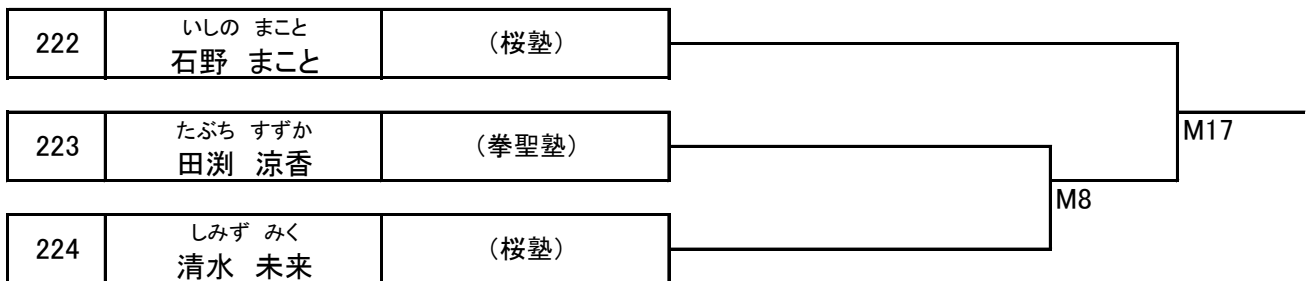 いしの まこと
222 石野 まこと （桜塾）
M17
たぶち すずか
223 田渕 涼香 （拳聖塾）
M8
しみず みく
224 清水 未来 （桜塾）